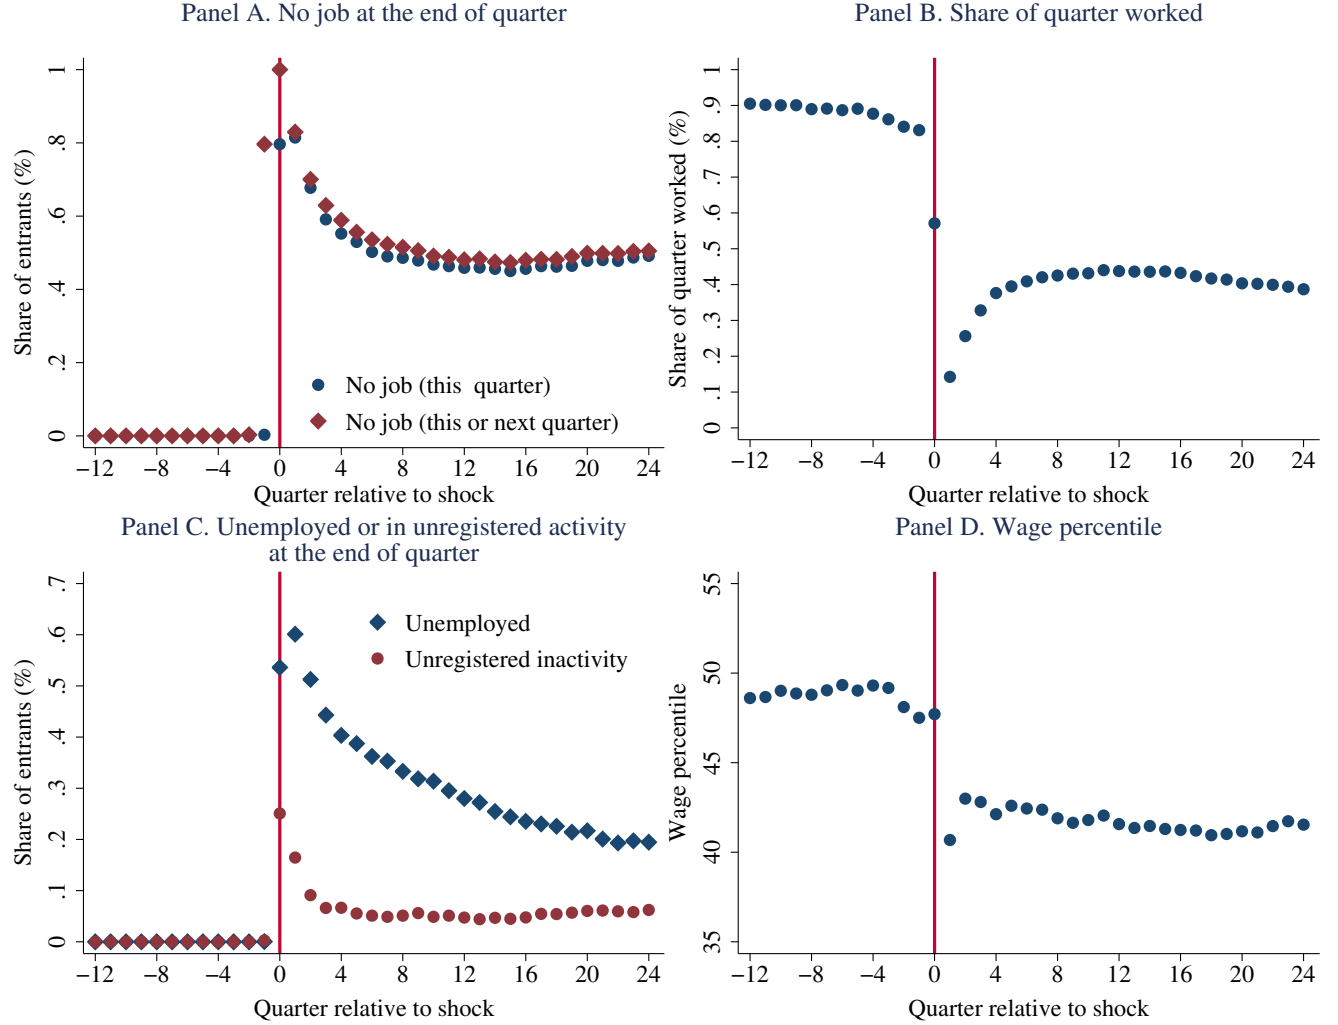 Panel A. No job at the end of quarter
Share of entrants (%)
1
.8
.6
.4
.2
0
No job (this quarter)
No job (this or next quarter)
−12 −8 −4 0 4 8 12 16 20 24
Quarter relative to shock
Panel B. Share of quarter worked
Share of quarter worked (%)
1
.9
.8
.7
.6
.5
.4
.3
.2
.1
0
−12 −8 −4 0 4 8 12 16 20 24
Quarter relative to shock
Panel C. Unemployed or in unregistered activity
at the end of quarter
Share of entrants (%)
.7
.6
.5
.4
.3
.2
.1
0
Unemployed
Unregistered inactivity
−12 −8 −4 0 4 8 12 16 20 24
Quarter relative to shock
Panel D. Wage percentile
Wage percentile
55
50
45
40
35
−12 −8 −4 0 4 8 12 16 20 24
Quarter relative to shock